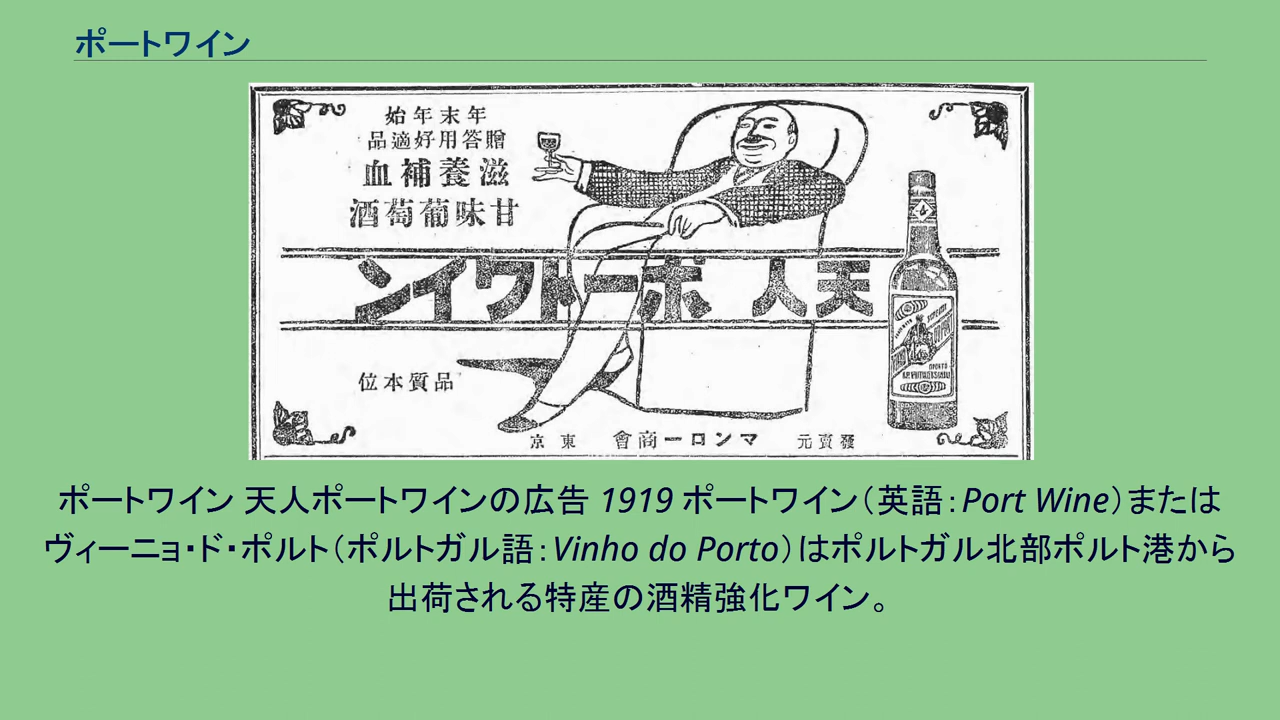 ポートワイン
年末年始
贈答用好適品
滋養補血
甘味葡萄酒
天人 ポートワイン
品質本位
發賣元 マンロー商會 東京
ポートワイン 天人ポートワインの広告 1919 ポートワイン（英語：Port Wine）または
ヴィーニョ・ド・ポルト（ポルトガル語：Vinho do Porto）はポルトガル北部ポルト港から
出荷される特産の酒精強化ワイン。